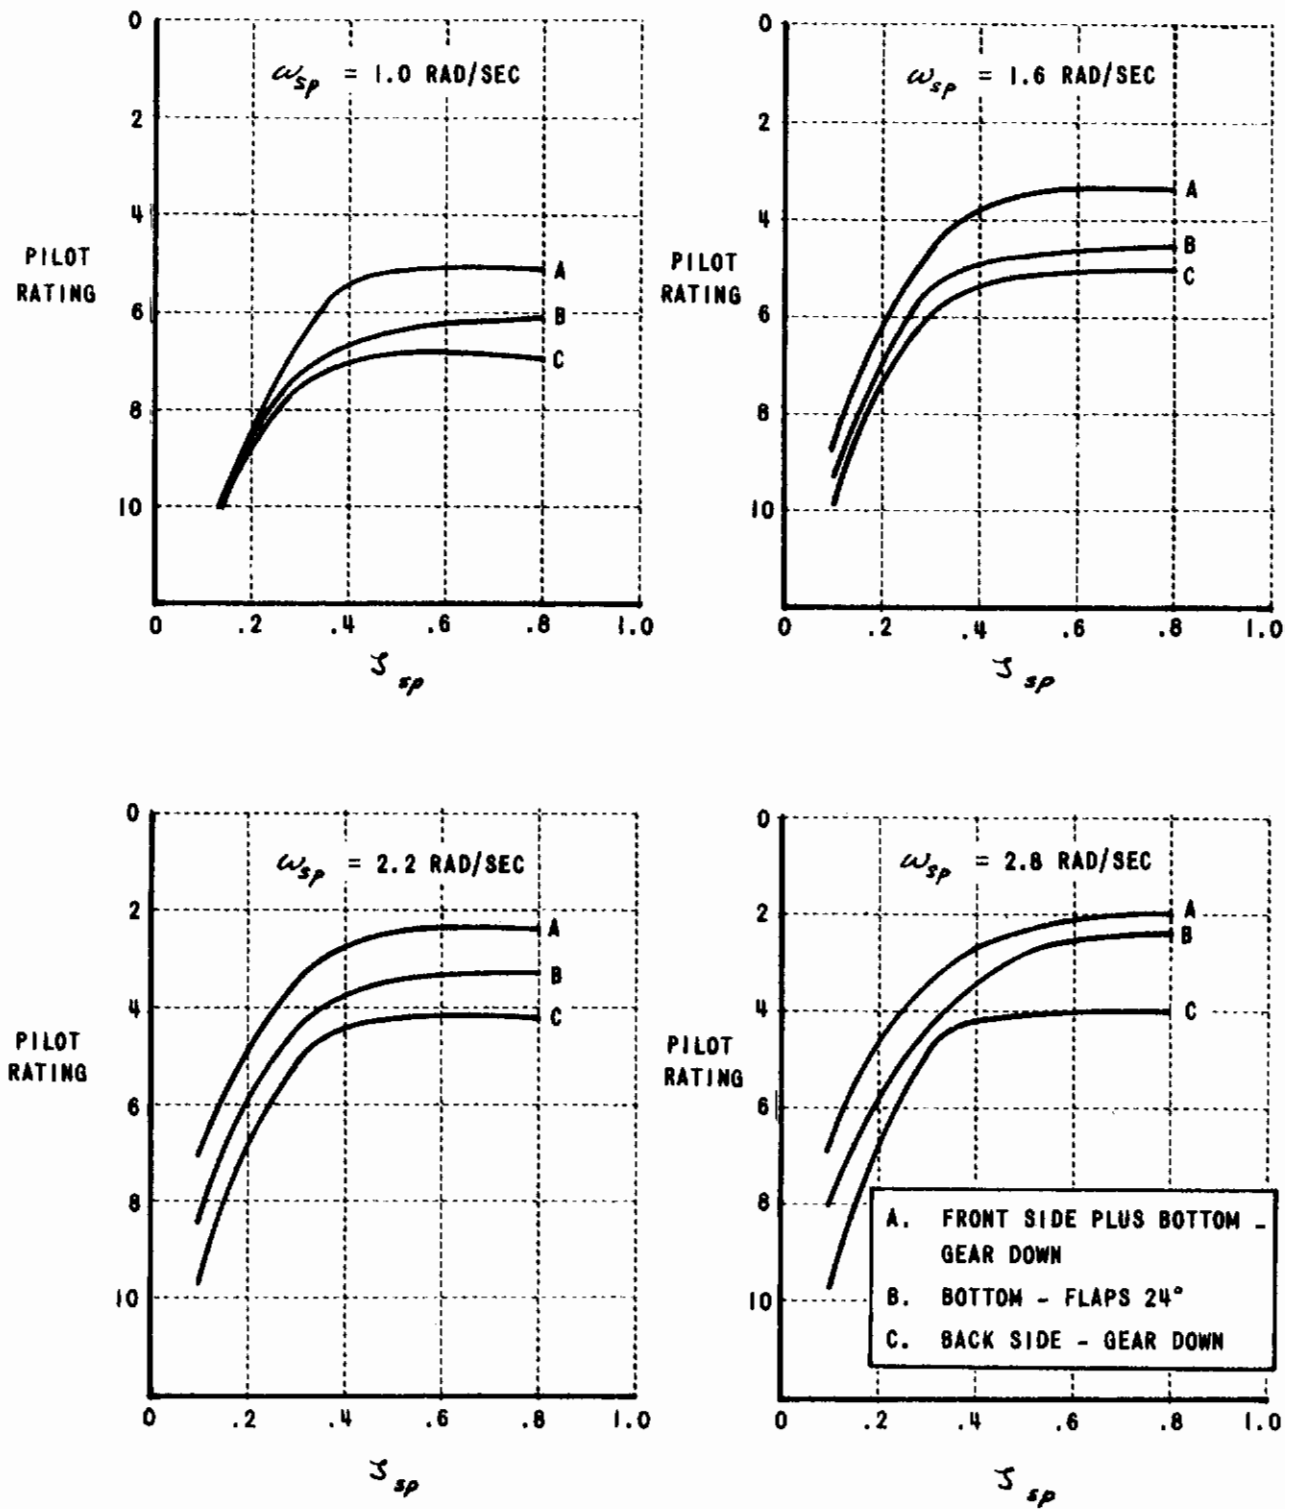 0
2
4
6
8
10
PILOT
RATING
ω_sp = 1.0 RAD/SEC
A
B
C
0 .2 .4 .6 .8 1.0
ζ_sp
0
2
4
6
8
10
PILOT
RATING
ω_sp = 1.6 RAD/SEC
A
B
C
0 .2 .4 .6 .8 1.0
ζ_sp
0
2
4
6
8
10
PILOT
RATING
ω_sp = 2.2 RAD/SEC
A
B
C
0 .2 .4 .6 .8 1.0
ζ_sp
0
2
4
6
8
10
PILOT
RATING
ω_sp = 2.8 RAD/SEC
A
B
C
A. FRONT SIDE PLUS BOTTOM –
GEAR DOWN
B. BOTTOM – FLAPS 24°
C. BACK SIDE – GEAR DOWN
0 .2 .4 .6 .8 1.0
ζ_sp